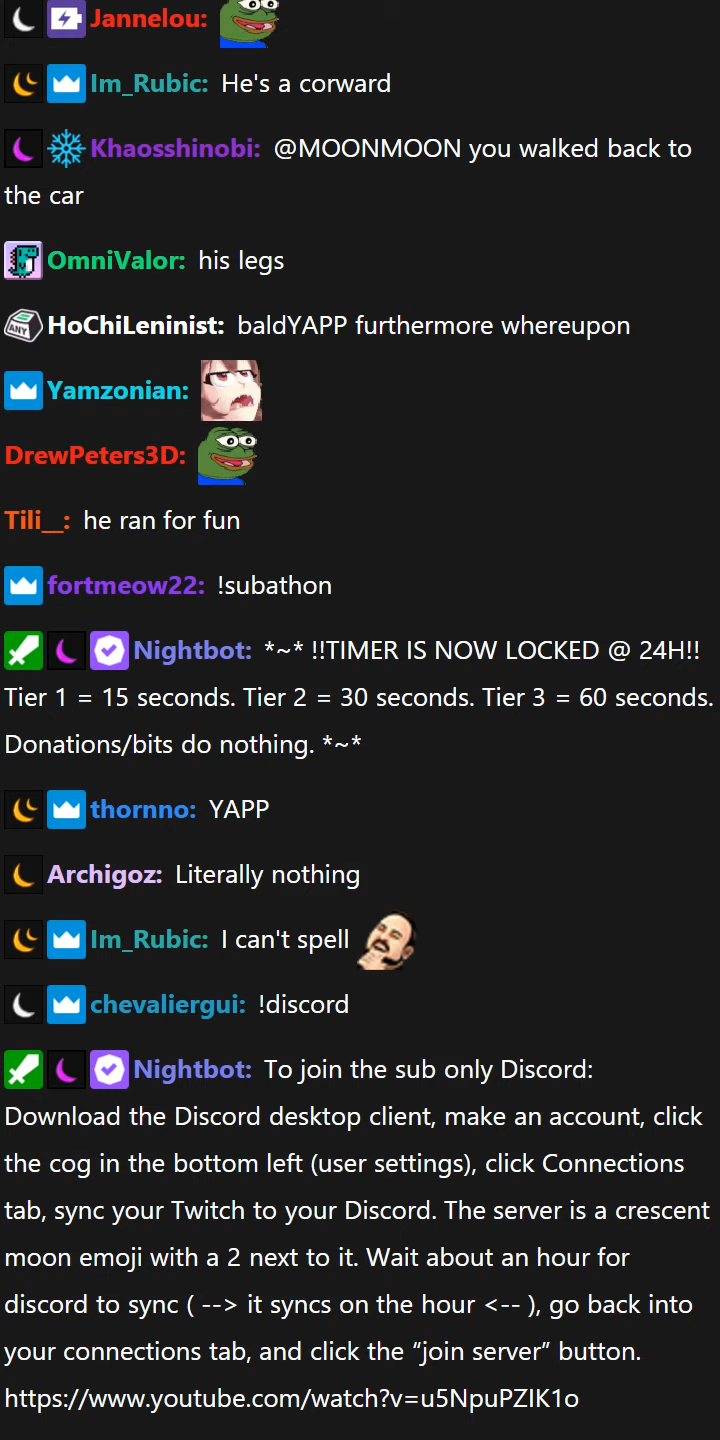 Jannelou:
Im_Rubic: He's a corward
Khaosshinobi: @MOONMOON you walked back to
the car
OmniValor: his legs
ANY HoChiLeninist: baldYAPP furthermore whereupon
Yamzonian:
DrewPeters3D:
Tili__: he ran for fun
fortmeow22: !subathon
Nightbot: *~* !!TIMER IS NOW LOCKED @ 24H!!
Tier 1 = 15 seconds. Tier 2 = 30 seconds. Tier 3 = 60 seconds.
Donations/bits do nothing. *~*
thornno: YAPP
Archigoz: Literally nothing
Im_Rubic: I can't spell
chevaliergui: !discord
Nightbot: To join the sub only Discord:
Download the Discord desktop client, make an account, click
the cog in the bottom left (user settings), click Connections
tab, sync your Twitch to your Discord. The server is a crescent
moon emoji with a 2 next to it. Wait about an hour for
discord to sync ( --> it syncs on the hour <-- ), go back into
your connections tab, and click the “join server” button.
https://www.youtube.com/watch?v=u5NpuPZIK1o